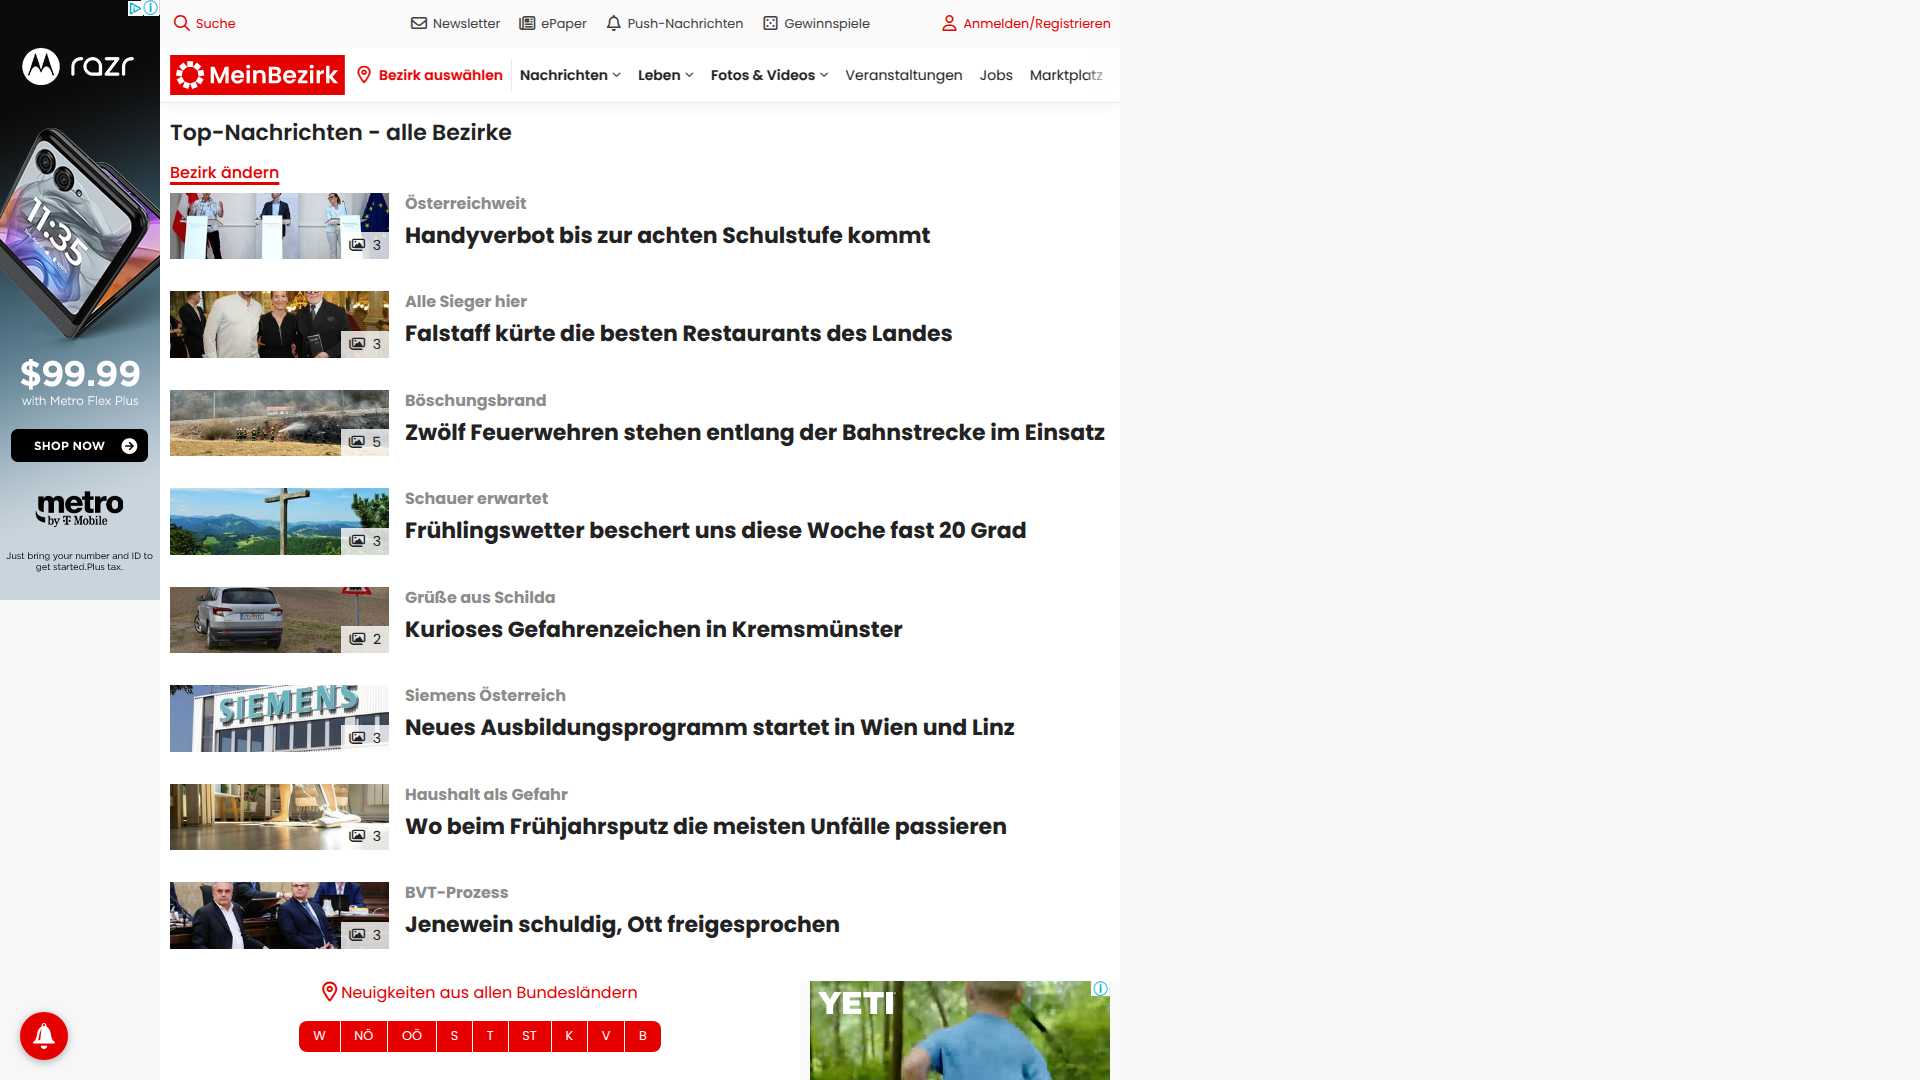 razr
11:35
$99.99
with Metro Flex Plus
SHOP NOW
metro
by T Mobile
Just bring your number and ID to
get started.Plus tax.
Suche
Newsletter
ePaper
Push-Nachrichten
Gewinnspiele
Anmelden/Registrieren
MeinBezirk
Bezirk auswählen
Nachrichten
Leben
Fotos & Videos
Veranstaltungen
Jobs
Marktplatz
Top-Nachrichten - alle Bezirke
Bezirk ändern
3
Österreichweit
Handyverbot bis zur achten Schulstufe kommt
3
Alle Sieger hier
Falstaff kürte die besten Restaurants des Landes
5
Böschungsbrand
Zwölf Feuerwehren stehen entlang der Bahnstrecke im Einsatz
3
Schauer erwartet
Frühlingswetter beschert uns diese Woche fast 20 Grad
2
Grüße aus Schilda
Kurioses Gefahrenzeichen in Kremsmünster
SIEMENS
3
Siemens Österreich
Neues Ausbildungsprogramm startet in Wien und Linz
3
Haushalt als Gefahr
Wo beim Frühjahrsputz die meisten Unfälle passieren
3
BVT-Prozess
Jenewein schuldig, Ott freigesprochen
Neuigkeiten aus allen Bundesländern
W NÖ OÖ S T ST K V B
YETI